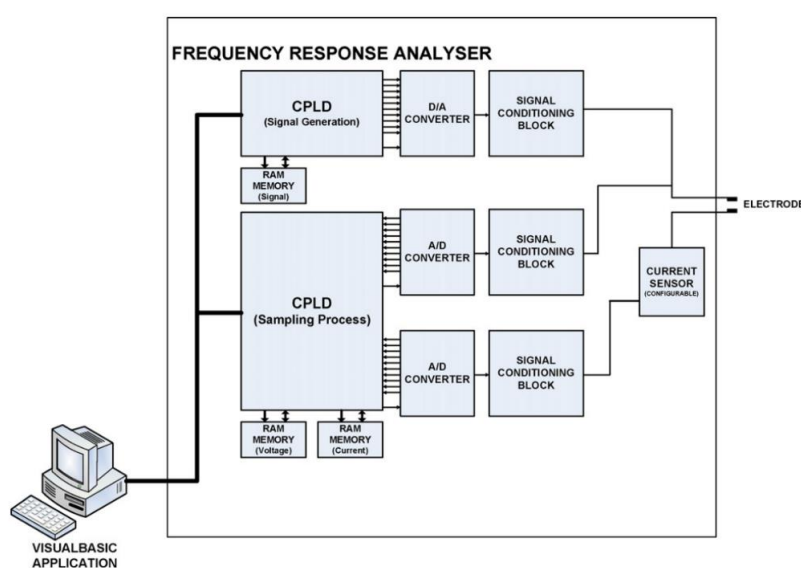 FREQUENCY RESPONSE ANALYSER
CPLD
(Signal Generation)
D/A
CONVERTER
SIGNAL
CONDITIONING
BLOCK
RAM
MEMORY
(Signal)
ELECTRODE
CPLD
(Sampling Process)
A/D
CONVERTER
SIGNAL
CONDITIONING
BLOCK
CURRENT
SENSOR
(CONFIGURABLE)
A/D
CONVERTER
SIGNAL
CONDITIONING
BLOCK
RAM
MEMORY
(Voltage)
RAM
MEMORY
(Current)
VISUALBASIC
APPLICATION